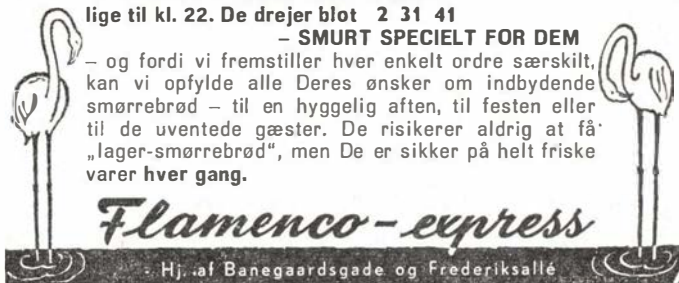 lige til kl. 22. De drejer blot 2 31 41
– SMURT SPECIELT FOR DEM
– og fordi vi fremstiller hver enkelt ordre særskilt,
kan vi opfylde alle Deres ønsker om indbydende
smørrebrød – til en hyggelig aften, til festen eller
til de uventede gæster. De risikerer aldrig at få
„lager-smørrebrød“, men De er sikker på helt friske
varer hver gang.
Flamenco-express
- Hj. af Banegaardsgade og Frederiksallé